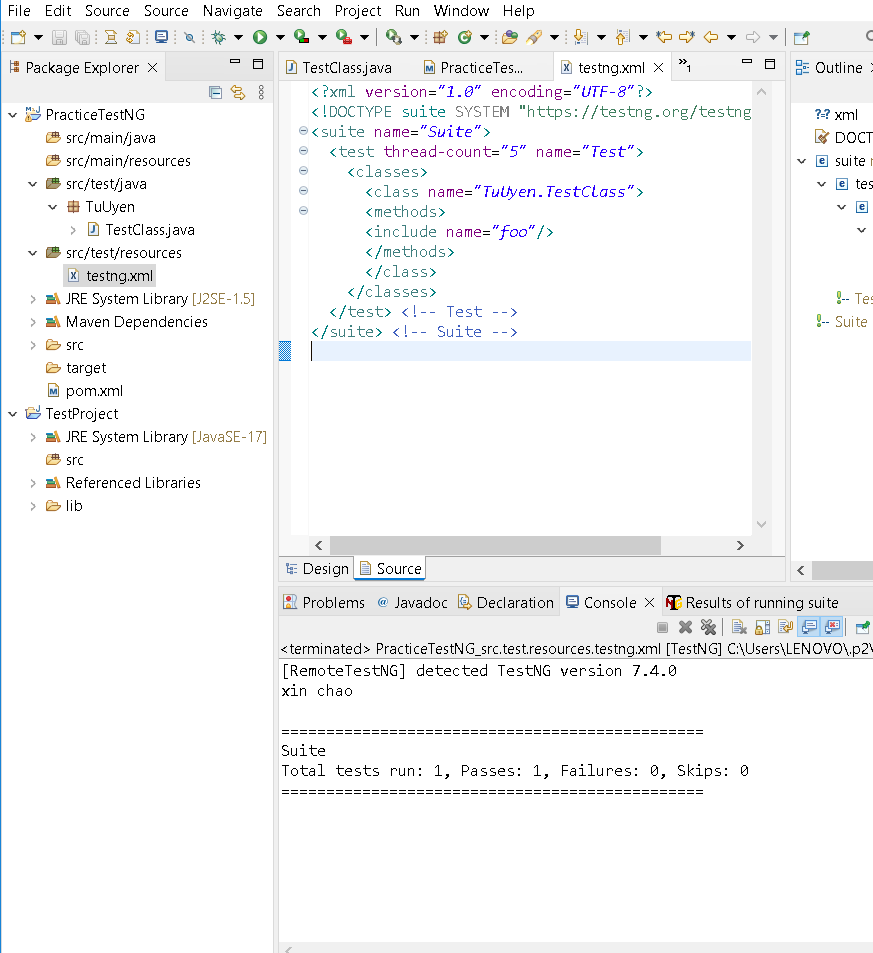 File Edit Source Source Navigate Search Project Run Window Help
Package Explorer
PracticeTestNG
src/main/java
src/main/resources
src/test/java
TuUyen
TestClass.java
src/test/resources
testng.xml
JRE System Library [J2SE-1.5]
Maven Dependencies
src
target
pom.xml
TestProject
JRE System Library [JavaSE-17]
src
Referenced Libraries
lib
TestClass.java PracticeTes... testng.xml »1
<?xml version="1.0" encoding="UTF-8"?>
<!DOCTYPE suite SYSTEM "https://testng.org/testng
<suite name="Suite">
<test thread-count="5" name="Test">
<classes>
<class name="TuUyen.TestClass">
<methods>
<include name="foo"/>
</methods>
</class>
</classes>
</test> <!-- Test -->
</suite> <!-- Suite -->
Design Source
Outline
xml
DOCT
suite
tes
Te
Suite
Problems Javadoc Declaration Console Results of running suite
<terminated> PracticeTestNG_src.test.resources.testng.xml [TestNG] C:\Users\LENOVO\.p2\
[RemoteTestNG] detected TestNG version 7.4.0
xin chao
===============================================
Suite
Total tests run: 1, Passes: 1, Failures: 0, Skips: 0
===============================================